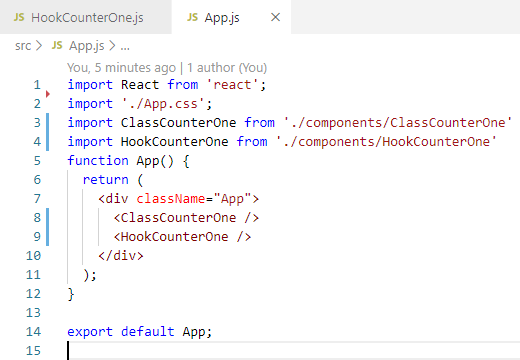 JS HookCounterOne.js JS App.js ×
src > JS App.js > ...
You, 5 minutes ago | 1 author (You)
1 import React from 'react';
2 import './App.css';
3 import ClassCounterOne from './components/ClassCounterOne'
4 import HookCounterOne from './components/HookCounterOne'
5 function App() {
6   return (
7     <div className="App">
8       <ClassCounterOne />
9       <HookCounterOne />
10     </div>
11   );
12 }
13
14 export default App;
15